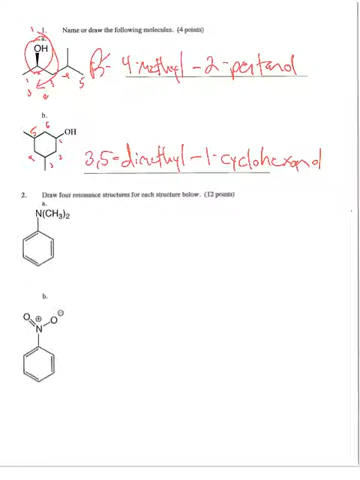 1. Name or draw the following molecules. (4 points)
OH
4-methyl-2-pentanol
b.
OH
3,5-dimethyl-1-cyclohexanol
2. Draw four resonance structures for each structure below. (12 points)
a.
N(CH3)2
b.
O ⊕ O ⊖
N